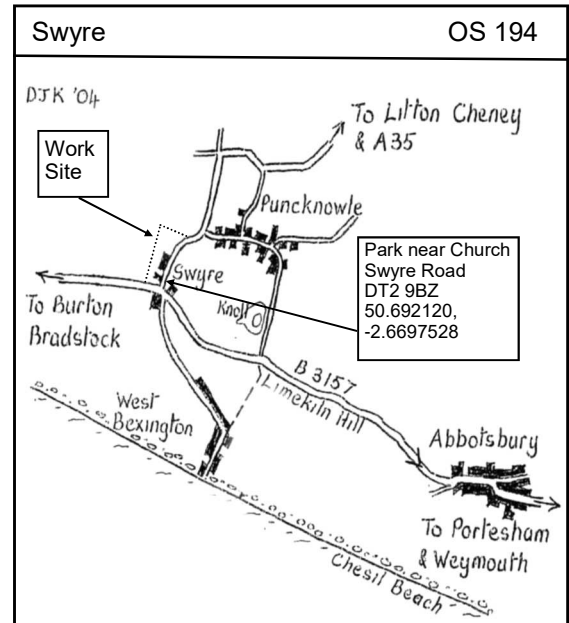 Swyre OS 194
DJK '04
To Litton Cheney
& A35
Work
Site
Puncknowle
Park near Church
Swyre Road
DT2 9BZ
50.692120,
-2.6697528
Swyre
To Burton
Bradstock
Knoll
B 3157
Limekiln Hill
West
Bexington
Abbotsbury
To Portesham
& Weymouth
Chesil Beach